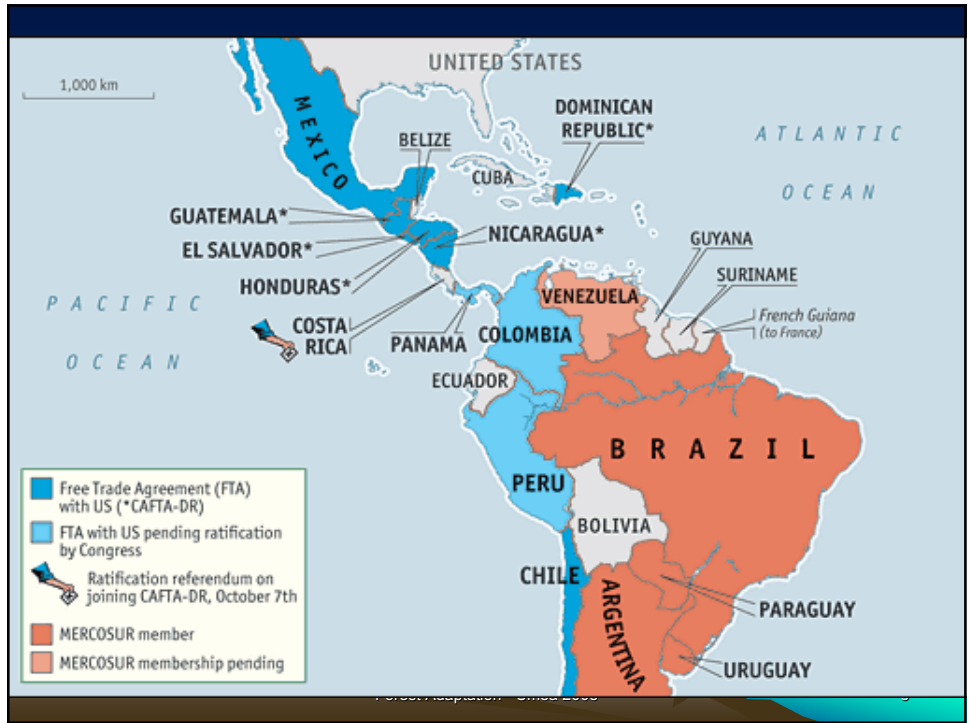 UNITED STATES
1,000 km
MEXICO
DOMINICAN
REPUBLIC*
ATLANTIC
OCEAN
BELIZE
CUBA
GUATEMALA*
EL SALVADOR*
NICARAGUA*
HONDURAS*
GUYANA
SURINAME
PACIFIC
OCEAN
VENEZUELA
French Guiana
(to France)
COSTA
RICA
PANAMA
COLOMBIA
ECUADOR
BRAZIL
PERU
BOLIVIA
CHILE
ARGENTINA
PARAGUAY
URUGUAY
Free Trade Agreement (FTA)
with US (*CAFTA-DR)
FTA with US pending ratification
by Congress
Ratification referendum on
joining CAFTA-DR, October 7th
MERCOSUR member
MERCOSUR membership pending